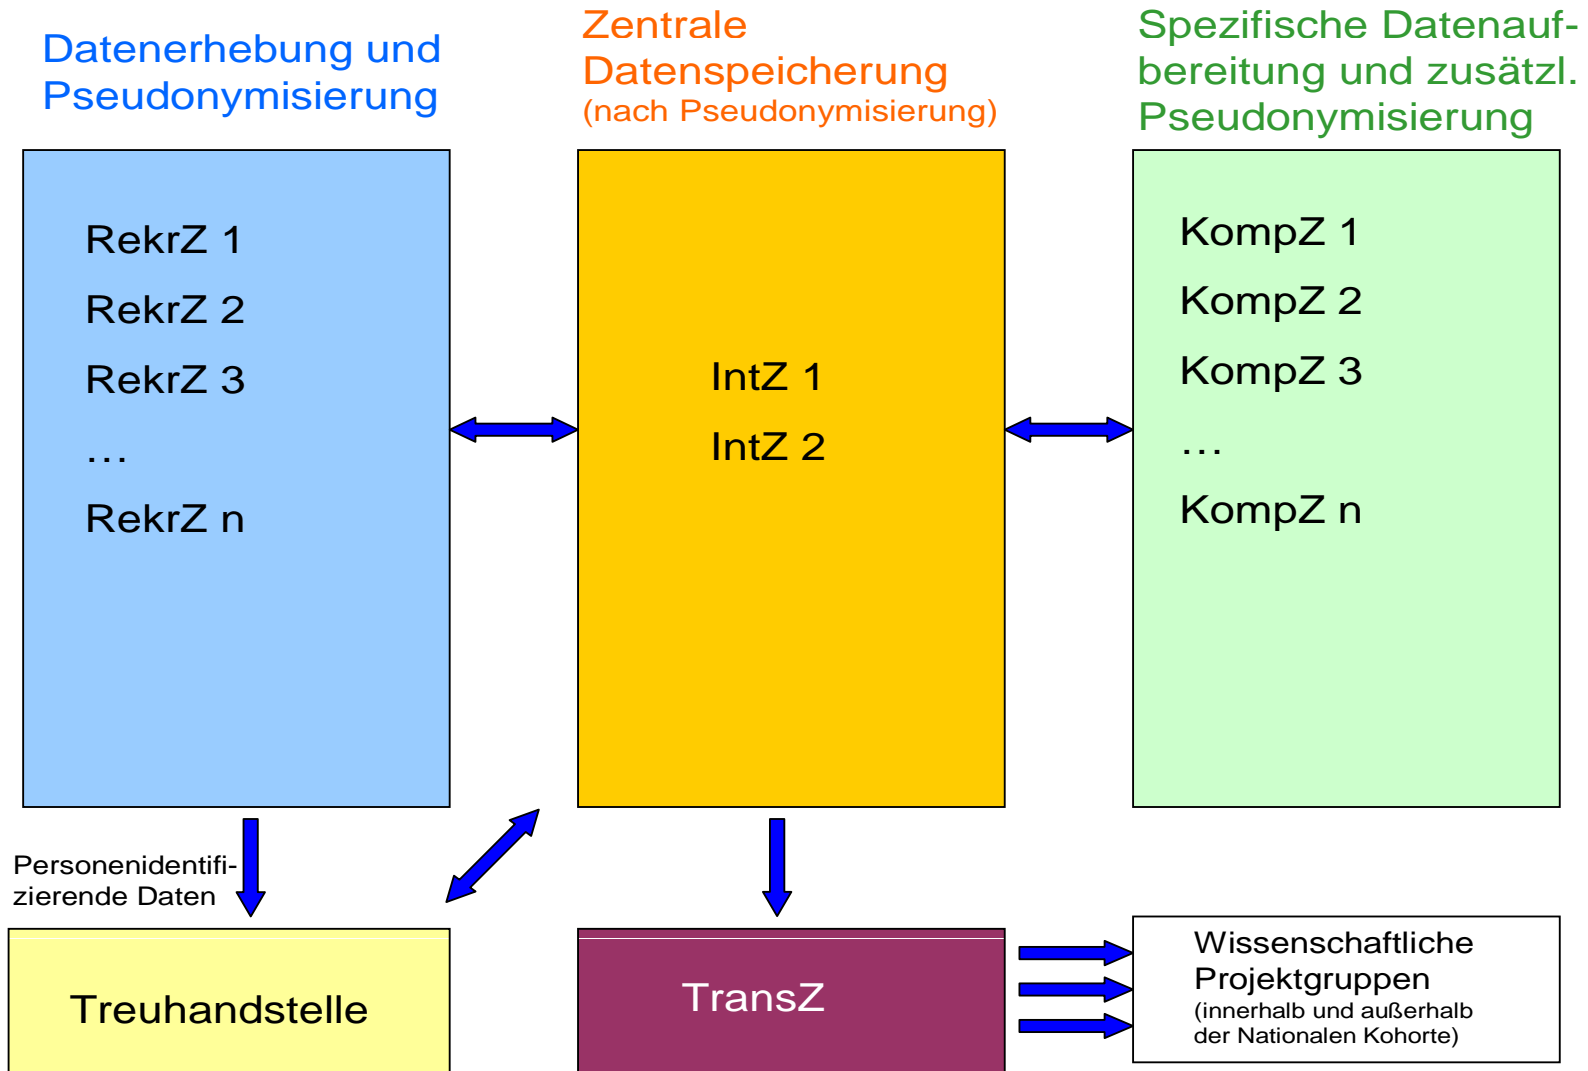 Datenerhebung und
Pseudonymisierung
Zentrale
Datenspeicherung
(nach Pseudonymisierung)
Spezifische Datenauf-
bereitung und zusätzl.
Pseudonymisierung
RekrZ 1
RekrZ 2
RekrZ 3
…
RekrZ n
IntZ 1
IntZ 2
KompZ 1
KompZ 2
KompZ 3
…
KompZ n
Personenidentifi-
zierende Daten
Treuhandstelle
TransZ
Wissenschaftliche
Projektgruppen
(innerhalb und außerhalb
der Nationalen Kohorte)